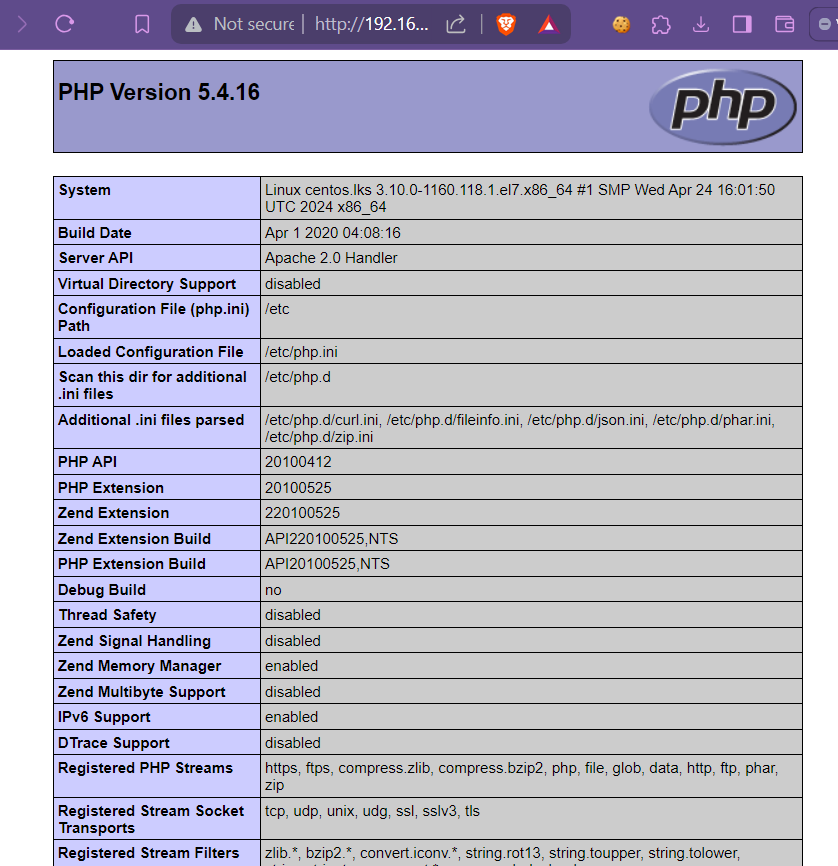 Not secure http://192.16...
PHP Version 5.4.16
php
System Linux centos.lks 3.10.0-1160.118.1.el7.x86_64 #1 SMP Wed Apr 24 16:01:50
UTC 2024 x86_64
Build Date Apr 1 2020 04:08:16
Server API Apache 2.0 Handler
Virtual Directory Support disabled
Configuration File (php.ini) /etc
Path
Loaded Configuration File /etc/php.ini
Scan this dir for additional /etc/php.d
.ini files
Additional .ini files parsed /etc/php.d/curl.ini, /etc/php.d/fileinfo.ini, /etc/php.d/json.ini, /etc/php.d/phar.ini,
/etc/php.d/zip.ini
PHP API 20100412
PHP Extension 20100525
Zend Extension 220100525
Zend Extension Build API220100525,NTS
PHP Extension Build API20100525,NTS
Debug Build no
Thread Safety disabled
Zend Signal Handling disabled
Zend Memory Manager enabled
Zend Multibyte Support disabled
IPv6 Support enabled
DTrace Support disabled
Registered PHP Streams https, ftps, compress.zlib, compress.bzip2, php, file, glob, data, http, ftp, phar,
zip
Registered Stream Socket tcp, udp, unix, udg, ssl, sslv3, tls
Transports
Registered Stream Filters zlib.*, bzip2.*, convert.iconv.*, string.rot13, string.toupper, string.tolower,